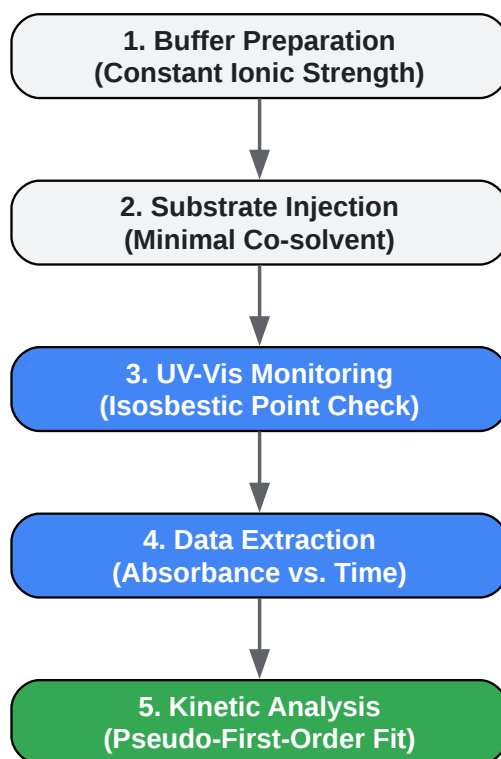 1. Buffer Preparation
(Constant Ionic Strength)
2. Substrate Injection
(Minimal Co-solvent)
3. UV-Vis Monitoring
(Isosbestic Point Check)
4. Data Extraction
(Absorbance vs. Time)
5. Kinetic Analysis
(Pseudo-First-Order Fit)